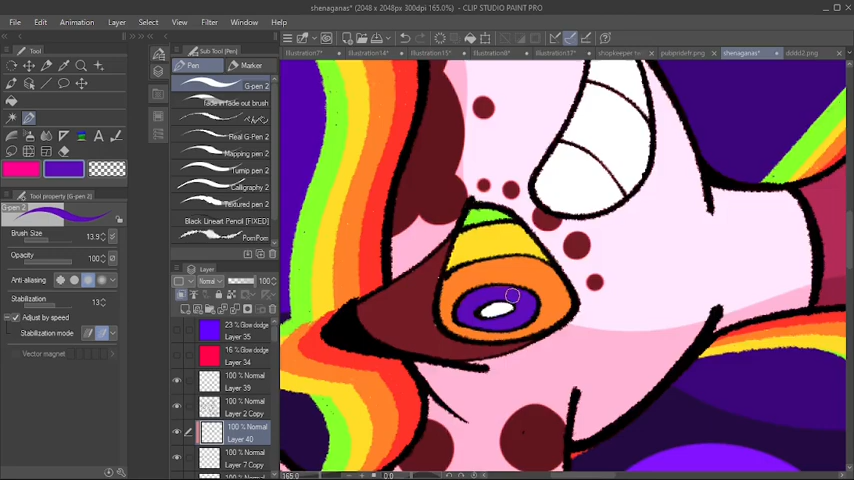 shenaganas* (2048 x 2048px 300dpi 165.0%) - CLIP STUDIO PAINT PRO
File Edit Animation Layer Select View Filter Window Help
Tool
Sub Tool (Pen)
Illustration7* Illustration14* Illustration8* Illustration17* shopkeeper tw pubpridefr.png shenaganas* dddd2.png
Pen Marker
G-pen 2
fade in fade out brush
Real G-Pen 2
Mapping pen 2
Turnip pen 2
Calligraphy 2
Textured pen 2
Black Lineart Pencil [FIXED]
PomPom
Tool property (G-pen 2)
G-pen 2
Brush Size 13.9
Opacity 100
Anti-aliasing
Stabilization 13
Adjust by speed
Stabilization mode
Vector magnet
Layer
Normal 100
23 % Glow dodge
Layer 35
16 % Glow dodge
Layer 34
100 % Normal
Layer 39
100 % Normal
Layer 2 Copy
100 % Normal
Layer 40
100 % Normal
Layer 7 Copy
100 % Normal
165.0 0.0